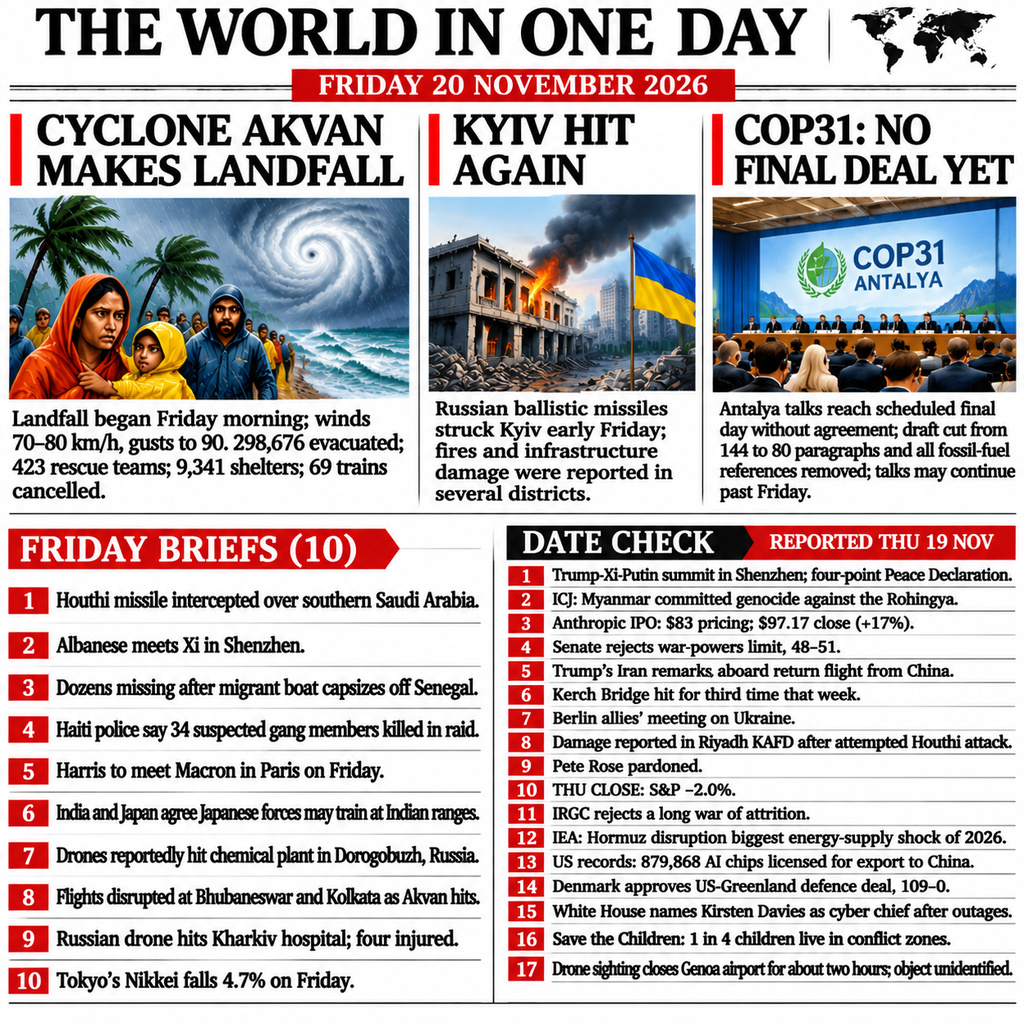 THE WORLD IN ONE DAY
FRIDAY 20 NOVEMBER 2026
CYCLONE AKVAN
MAKES LANDFALL
Landfall began Friday morning; winds
70–80 km/h, gusts to 90. 298,676 evacuated;
423 rescue teams; 9,341 shelters; 69 trains
cancelled.
KYIV HIT
AGAIN
Russian ballistic missiles
struck Kyiv early Friday;
fires and infrastructure
damage were reported in
several districts.
COP31: NO
FINAL DEAL YET
COP31
ANTALYA
Antalya talks reach scheduled final
day without agreement; draft cut from
144 to 80 paragraphs and all fossil-fuel
references removed; talks may continue
past Friday.
FRIDAY BRIEFS (10)
1 Houthi missile intercepted over southern Saudi Arabia.
2 Albanese meets Xi in Shenzhen.
3 Dozens missing after migrant boat capsizes off Senegal.
4 Haiti police say 34 suspected gang members killed in raid.
5 Harris to meet Macron in Paris on Friday.
6 India and Japan agree Japanese forces may train at Indian ranges.
7 Drones reportedly hit chemical plant in Dorogobuzh, Russia.
8 Flights disrupted at Bhubaneswar and Kolkata as Akvan hits.
9 Russian drone hits Kharkiv hospital; four injured.
10 Tokyo's Nikkei falls 4.7% on Friday.
DATE CHECK REPORTED THU 19 NOV
1 Trump-Xi-Putin summit in Shenzhen; four-point Peace Declaration.
2 ICJ: Myanmar committed genocide against the Rohingya.
3 Anthropic IPO: $83 pricing; $97.17 close (+17%).
4 Senate rejects war-powers limit, 48–51.
5 Trump's Iran remarks aboard return flight from China.
6 Kerch Bridge hit for third time that week.
7 Berlin allies' meeting on Ukraine.
8 Damage reported in Riyadh KAFD after attempted Houthi attack.
9 Pete Rose pardoned.
10 THU CLOSE: S&P –2.0%.
11 IRGC rejects a long war of attrition.
12 IEA: Hormuz disruption biggest energy-supply shock of 2026.
13 US records: 879,868 AI chips licensed for export to China.
14 Denmark approves US-Greenland defence deal, 109–0.
15 White House names Kirsten Davies as cyber chief after outages.
16 Save the Children: 1 in 4 children live in conflict zones.
17 Drone sighting closes Genoa airport for about two hours; object unidentified.